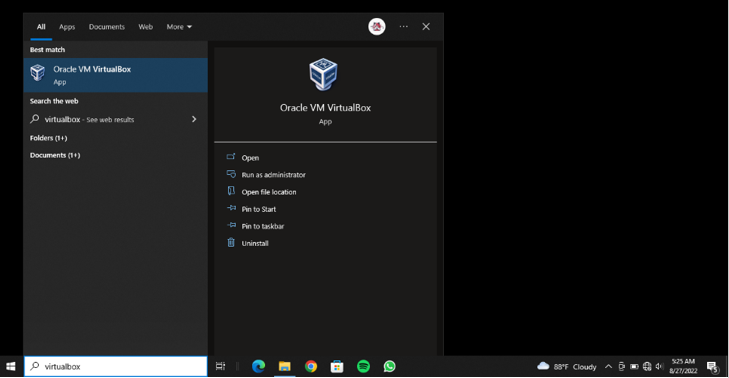 All Apps Documents Web More
Best match
Oracle VM VirtualBox
App
Search the web
virtualbox - See web results
Folders (1+)
Documents (1+)
Oracle VM VirtualBox
App
Open
Run as administrator
Open file location
Pin to Start
Pin to taskbar
Uninstall
virtualbox
88°F Cloudy
5:25 AM
8/27/2022
5